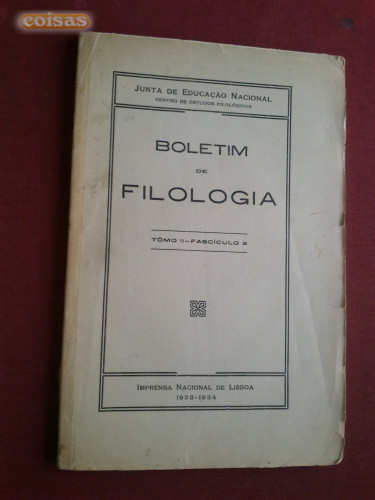 coisas
JUNTA DE EDUCAÇÃO NACIONAL
CENTRO DE ESTUDOS FILOLÓGICOS
BOLETIM
DE
FILOLOGIA
TÔMO II—FASCÍCULO 2
IMPRENSA NACIONAL DE LISBOA
1933-1934